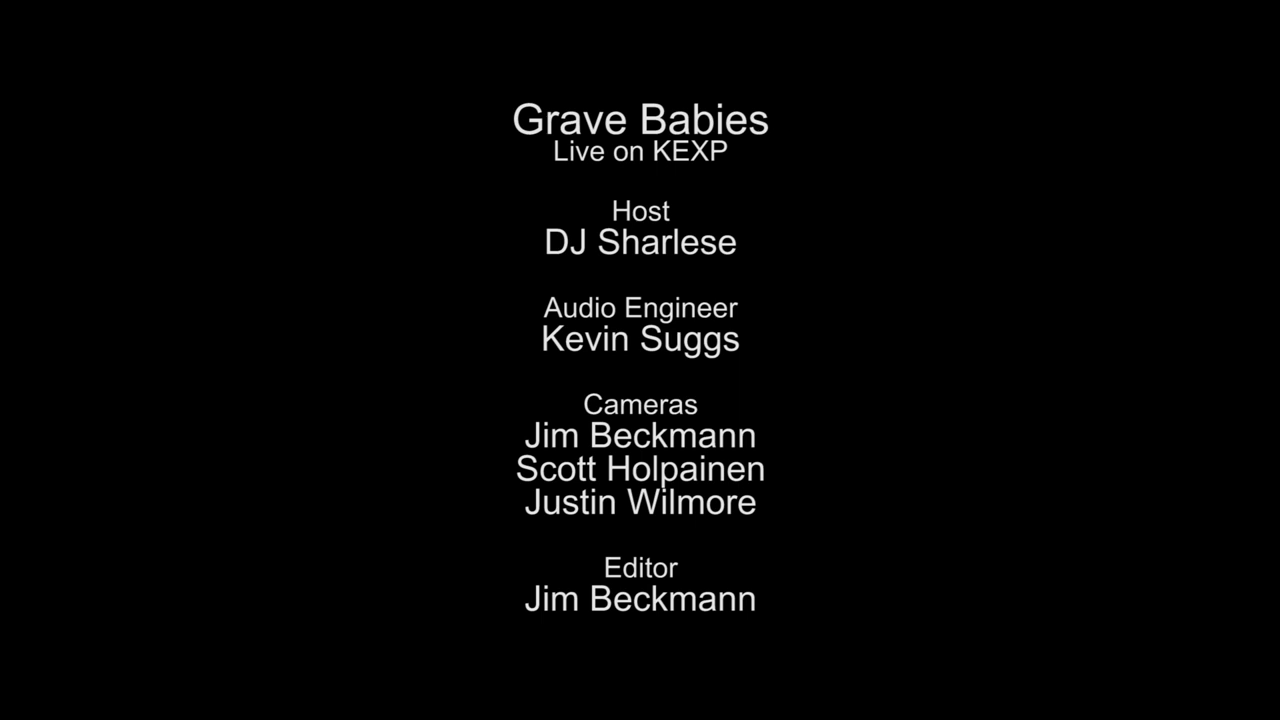 Grave Babies
Live on KEXP
Host
DJ Sharlese
Audio Engineer
Kevin Suggs
Cameras
Jim Beckmann
Scott Holpainen
Justin Wilmore
Editor
Jim Beckmann